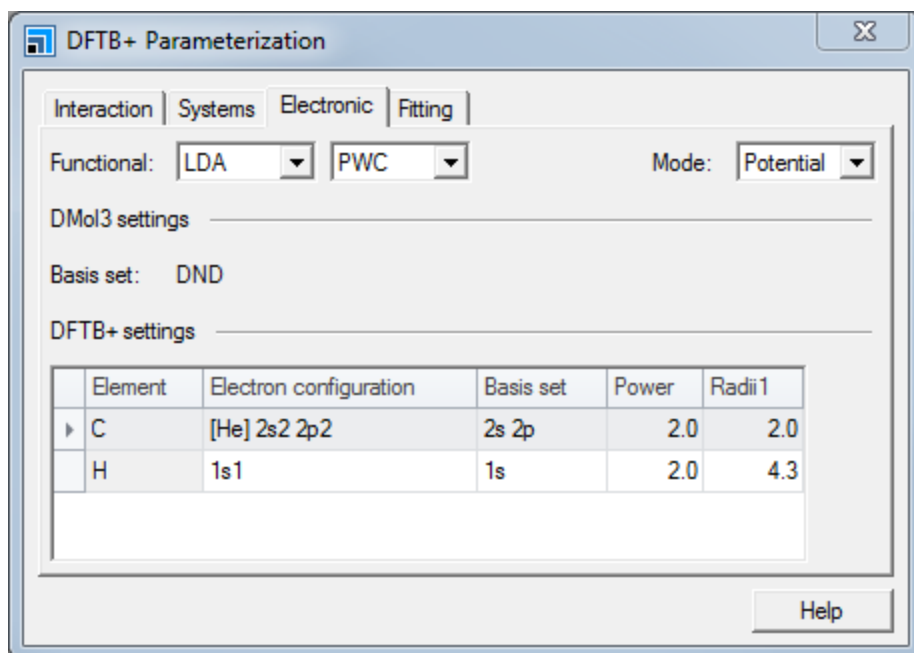 DFTB+ Parameterization
Interaction Systems Electronic Fitting
Functional: LDA PWC Mode: Potential
DMol3 settings
Basis set: DND
DFTB+ settings
Element Electron configuration Basis set Power Radii1
C [He] 2s2 2p2 2s 2p 2.0 2.0
H 1s1 1s 2.0 4.3
Help